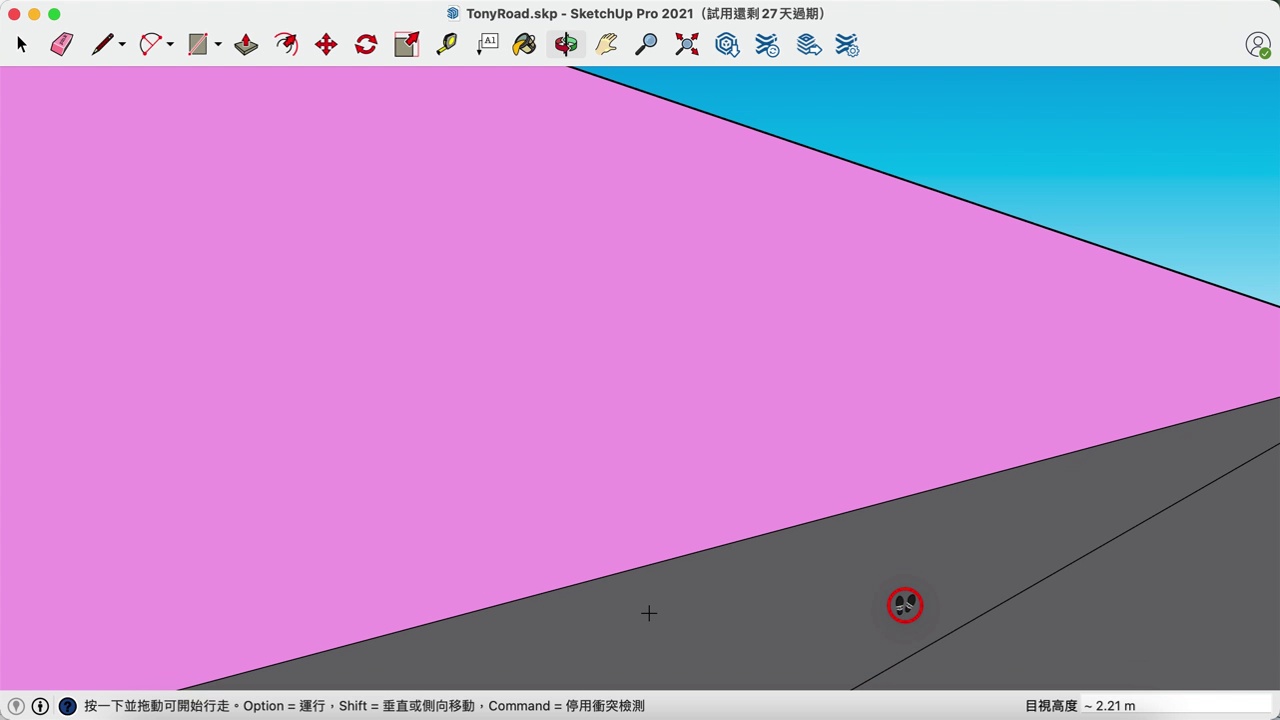 TonyRoad.skp - SketchUp Pro 2021（試用還剩 27 天過期）
A1
按一下並拖動可開始行走。Option = 運行，Shift = 垂直或側向移動，Command = 停用衝突檢測
目視高度 ~ 2.21 m